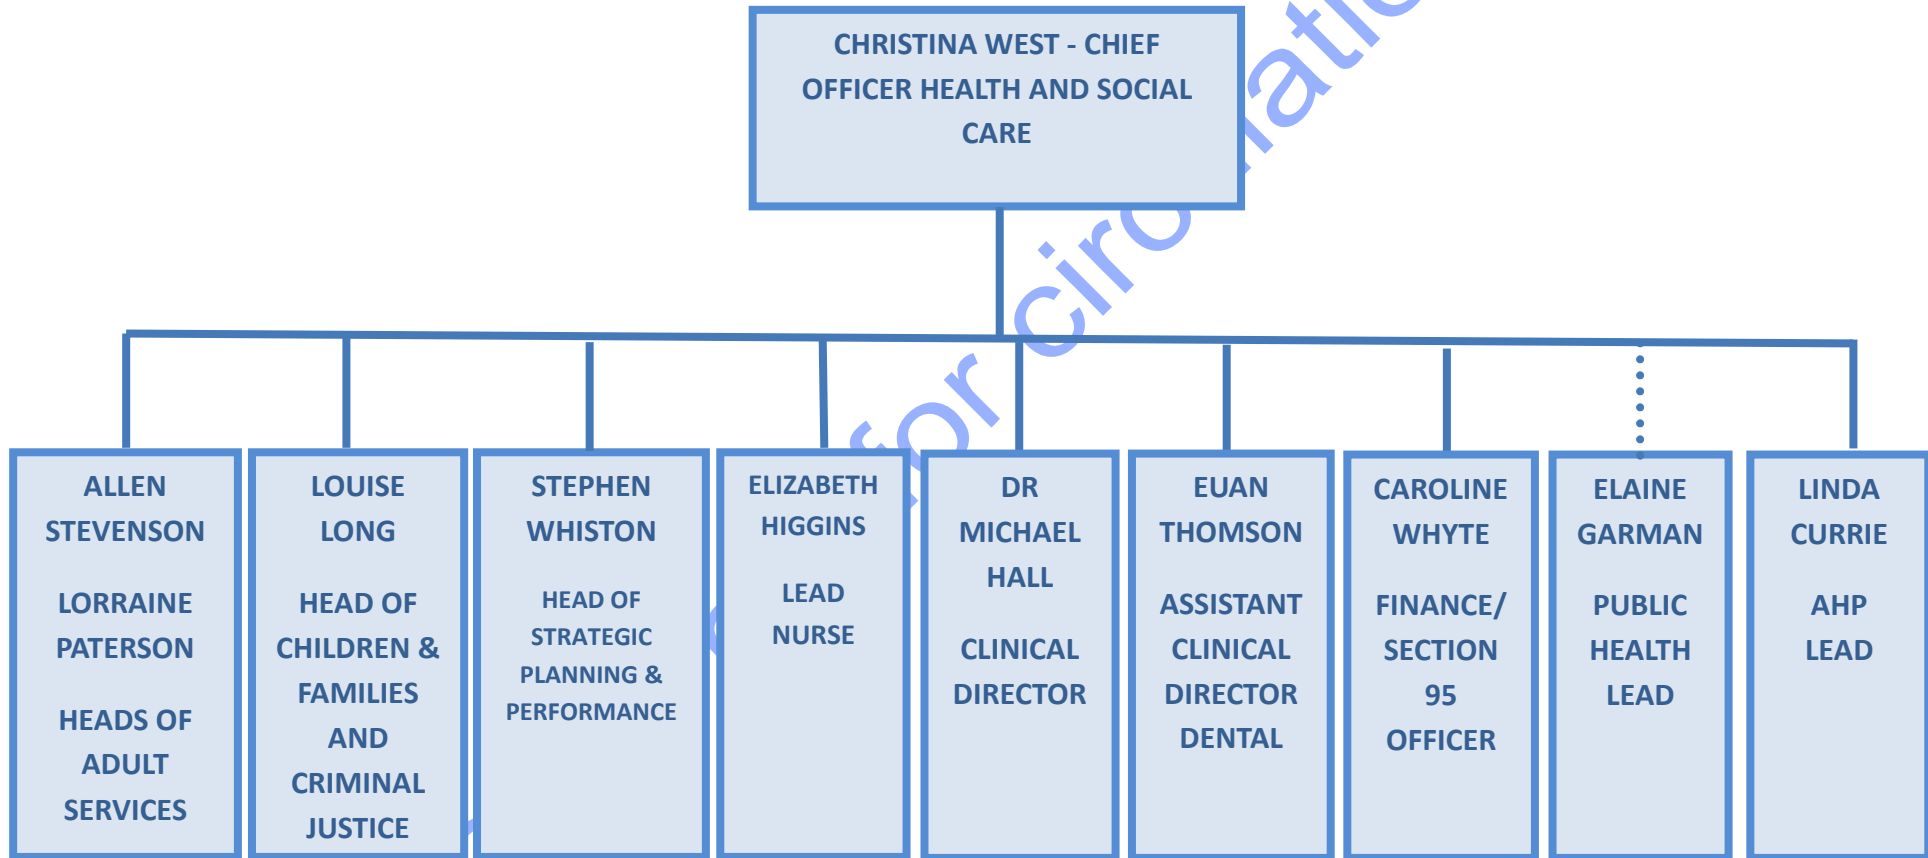 CHRISTINA WEST - CHIEF
OFFICER HEALTH AND SOCIAL
CARE
ALLEN
STEVENSON
LORRAINE
PATERSON
HEADS OF
ADULT
SERVICES
LOUISE
LONG
HEAD OF
CHILDREN &
FAMILIES
AND
CRIMINAL
JUSTICE
STEPHEN
WHISTON
HEAD OF
STRATEGIC
PLANNING &
PERFORMANCE
ELIZABETH
HIGGINS
LEAD
NURSE
DR
MICHAEL
HALL
CLINICAL
DIRECTOR
EUAN
THOMSON
ASSISTANT
CLINICAL
DIRECTOR
DENTAL
CAROLINE
WHYTE
FINANCE/
SECTION
95
OFFICER
ELAINE
GARMAN
PUBLIC
HEALTH
LEAD
LINDA
CURRIE
AHP
LEAD
for